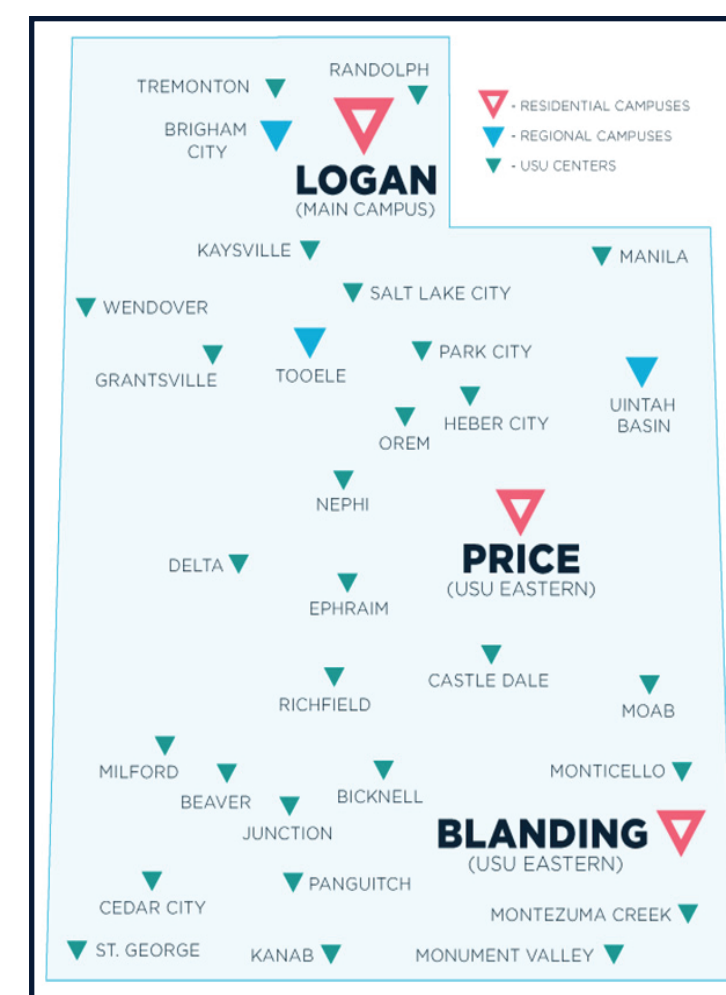 RANDOLPH
TREMONTON
BRIGHAM
CITY
- RESIDENTIAL CAMPUSES
- REGIONAL CAMPUSES
- USU CENTERS
LOGAN
(MAIN CAMPUS)
KAYSVILLE
MANILA
SALT LAKE CITY
WENDOVER
PARK CITY
TOOELE
GRANTSVILLE
UINTAH
BASIN
HEBER CITY
OREM
NEPHI
PRICE
(USU EASTERN)
DELTA
EPHRAIM
CASTLE DALE
RICHFIELD
MOAB
MILFORD
MONTICELLO
BICKNELL
BEAVER
JUNCTION
BLANDING
(USU EASTERN)
PANGUITCH
CEDAR CITY
MONTEZUMA CREEK
ST. GEORGE
KANAB
MONUMENT VALLEY